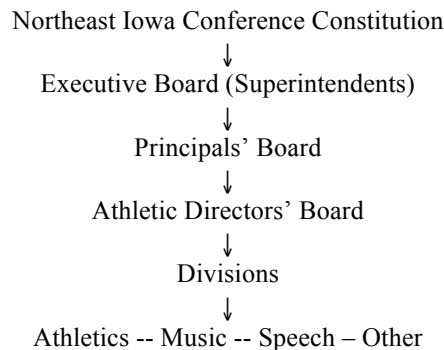 Northeast Iowa Conference Constitution
↓
Executive Board (Superintendents)
↓
Principals’ Board
↓
Athletic Directors’ Board
↓
Divisions
↓
Athletics -- Music -- Speech – Other